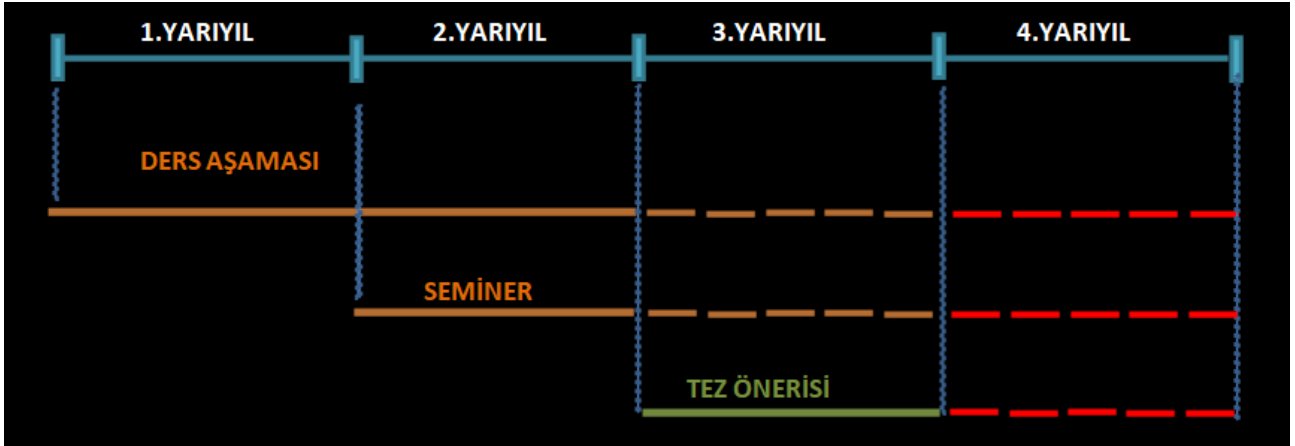 1.YARIYIL 2.YARIYIL 3.YARIYIL 4.YARIYIL
DERS AŞAMASI
SEMİNER
TEZ ÖNERİSİ